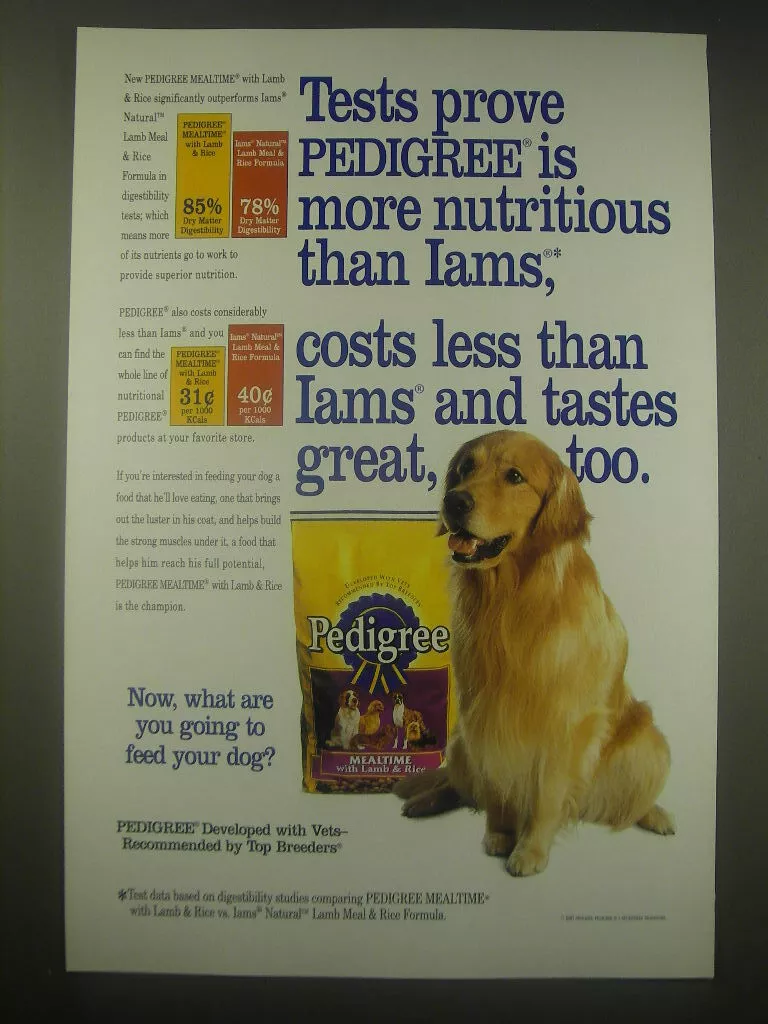 New PEDIGREE MEALTIME® with Lamb
& Rice significantly outperforms Iams®
Natural™
Lamb Meal
& Rice
Formula in
digestibility
tests; which
means more
of its nutrients go to work to
provide superior nutrition.
PEDIGREE®
MEALTIME®
with Lamb
& Rice
85%
Dry Matter
Digestibility
Iams® Natural™
Lamb Meal &
Rice Formula
78%
Dry Matter
Digestibility
PEDIGREE® also costs considerably
less than Iams® and you
can find the
whole line of
nutritional
PEDIGREE®
products at your favorite store.
PEDIGREE®
MEALTIME®
with Lamb
& Rice
31¢
per 1000
KCals
Iams® Natural™
Lamb Meal &
Rice Formula
40¢
per 1000
KCals
If you're interested in feeding your dog a
food that he'll love eating, one that brings
out the luster in his coat, and helps build
the strong muscles under it, a food that
helps him reach his full potential,
PEDIGREE MEALTIME® with Lamb & Rice
is the champion.
Tests prove
PEDIGREE® is
more nutritious
than Iams,®*
costs less than
Iams® and tastes
great, too.
DEVELOPED WITH VETS
RECOMMENDED BY TOP BREEDERS
Pedigree
MEALTIME
with Lamb & Rice
Now, what are
you going to
feed your dog?
PEDIGREE® Developed with Vets–
Recommended by Top Breeders®
*Test data based on digestibility studies comparing PEDIGREE MEALTIME®
with Lamb & Rice vs. Iams® Natural™ Lamb Meal & Rice Formula.